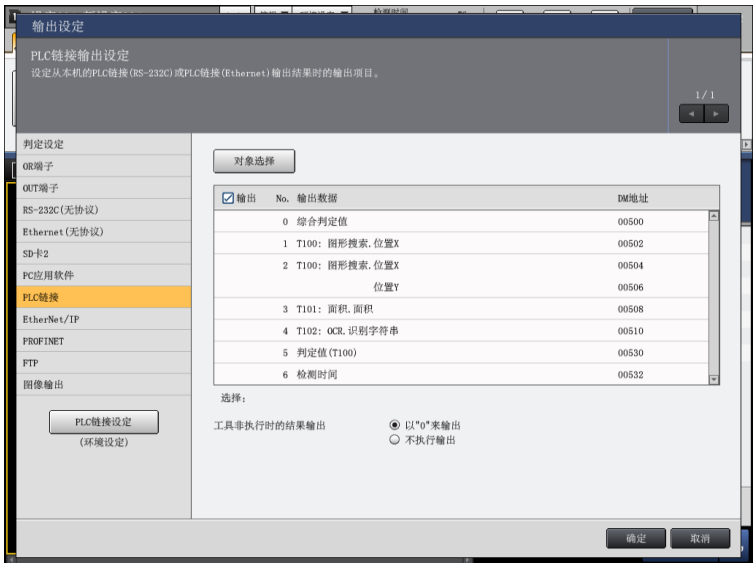 输出设定
PLC链接输出设定
设定从本机的PLC链接(RS-232C)或PLC链接(Ethernet)输出结果时的输出项目。
1/1
判定设定
OR端子
OUT端子
RS-232C(无协议)
Ethernet(无协议)
SD卡2
PC应用软件
PLC链接
EtherNet/IP
PROFINET
FTP
图像输出
PLC链接设定
(环境设定)
对象选择
输出 No. 输出数据 DM地址
0 综合判定值 00500
1 T100: 图形搜索.位置X 00502
2 T100: 图形搜索.位置X 00504
位置Y 00506
3 T101: 面积.面积 00508
4 T102: OCR.识别字符串 00510
5 判定值(T100) 00530
6 检测时间 00532
选择:
工具非执行时的结果输出 以"0"来输出
不执行输出
确定 取消